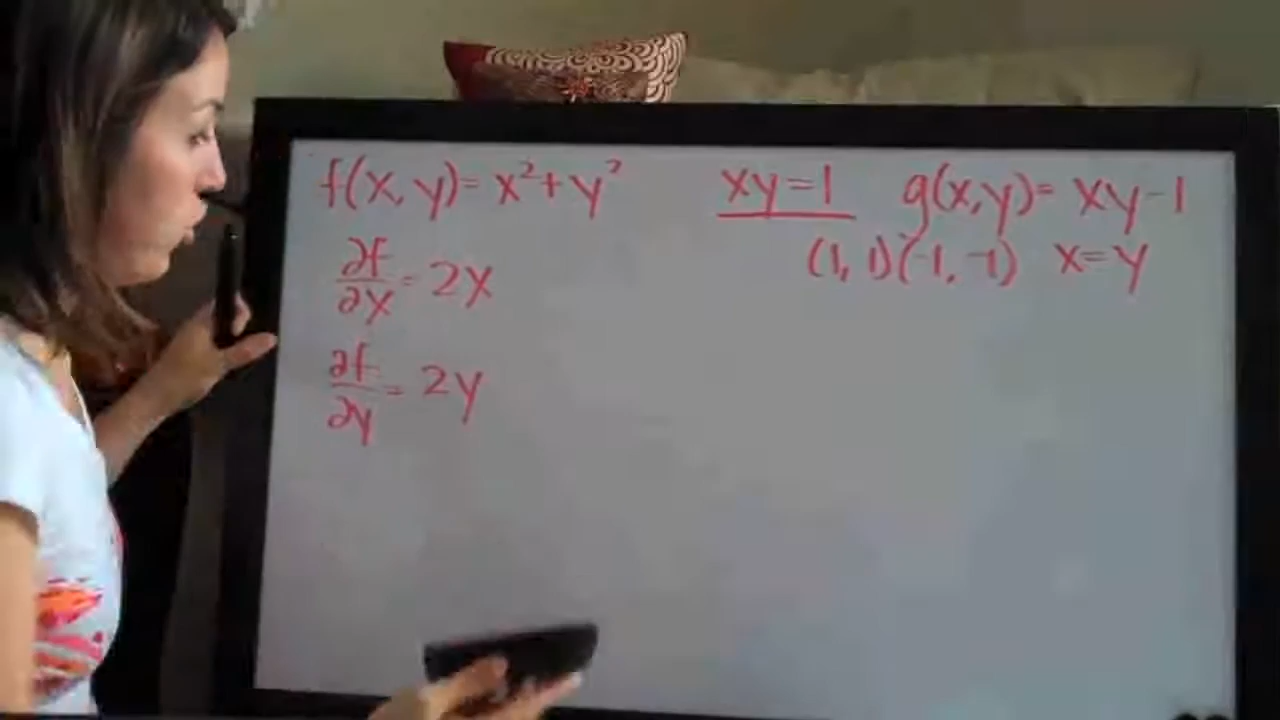 f(x,y)= x²+y²
xy=1
g(x,y)= xy-1
(1,1)(-1,-1) x=y
∂f/∂x = 2x
∂f/∂y = 2y